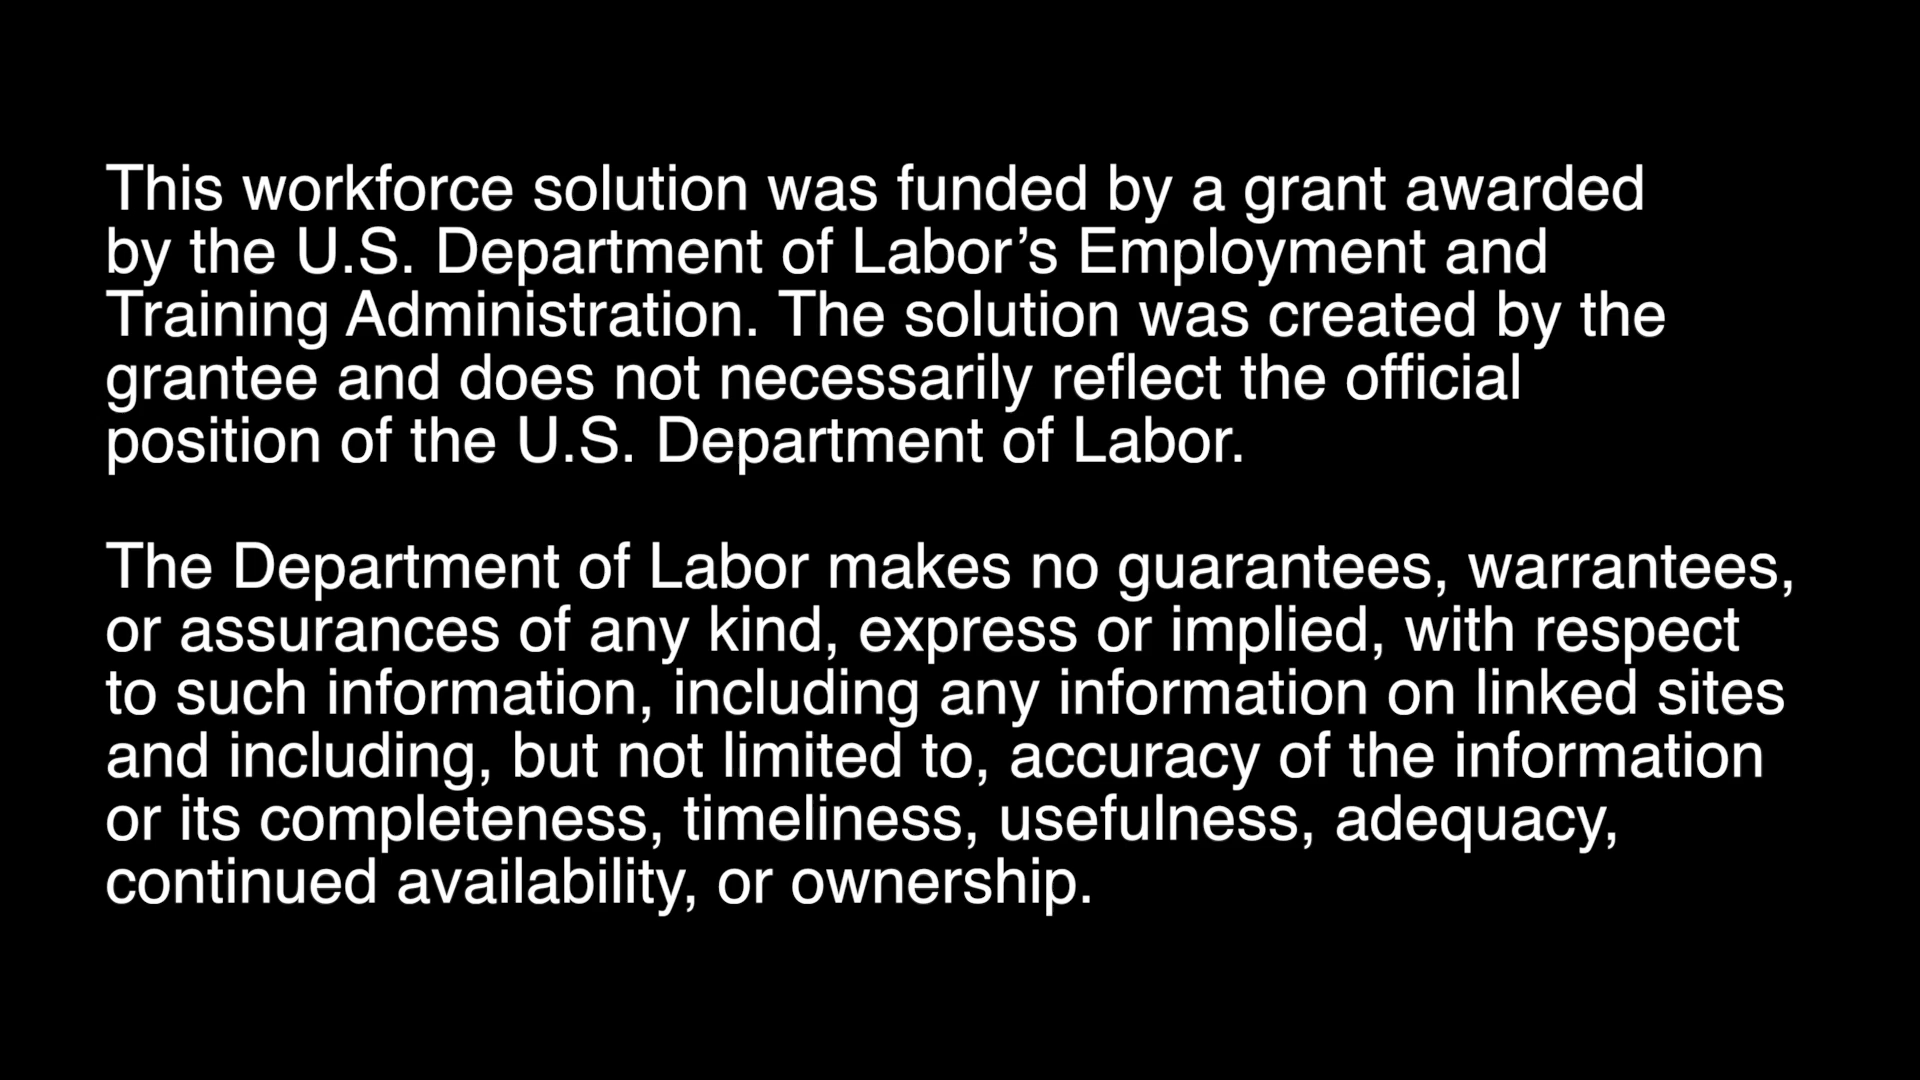 This workforce solution was funded by a grant awarded
by the U.S. Department of Labor’s Employment and
Training Administration. The solution was created by the
grantee and does not necessarily reflect the official
position of the U.S. Department of Labor.
The Department of Labor makes no guarantees, warrantees,
or assurances of any kind, express or implied, with respect
to such information, including any information on linked sites
and including, but not limited to, accuracy of the information
or its completeness, timeliness, usefulness, adequacy,
continued availability, or ownership.